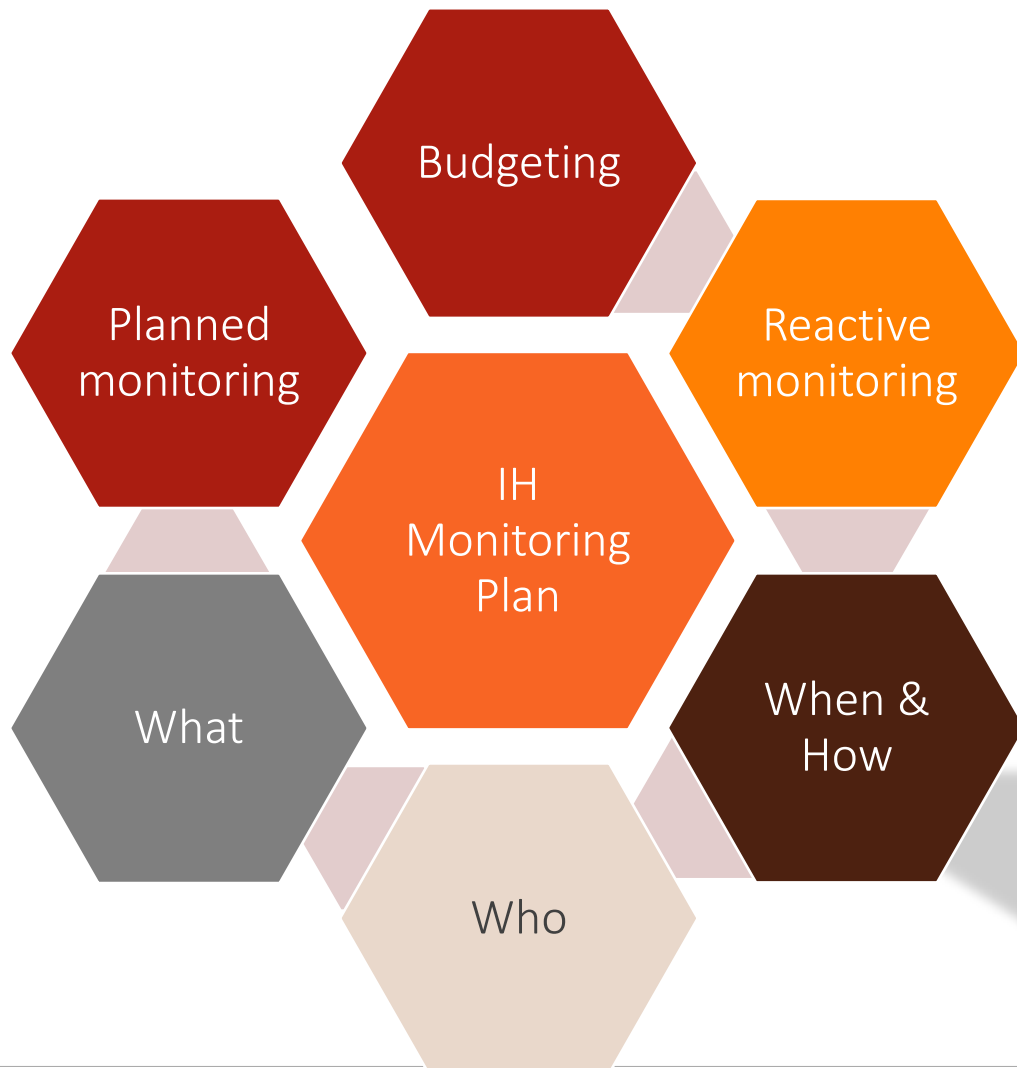 Budgeting
Planned
monitoring
Reactive
monitoring
IH
Monitoring
Plan
What
When &
How
Who